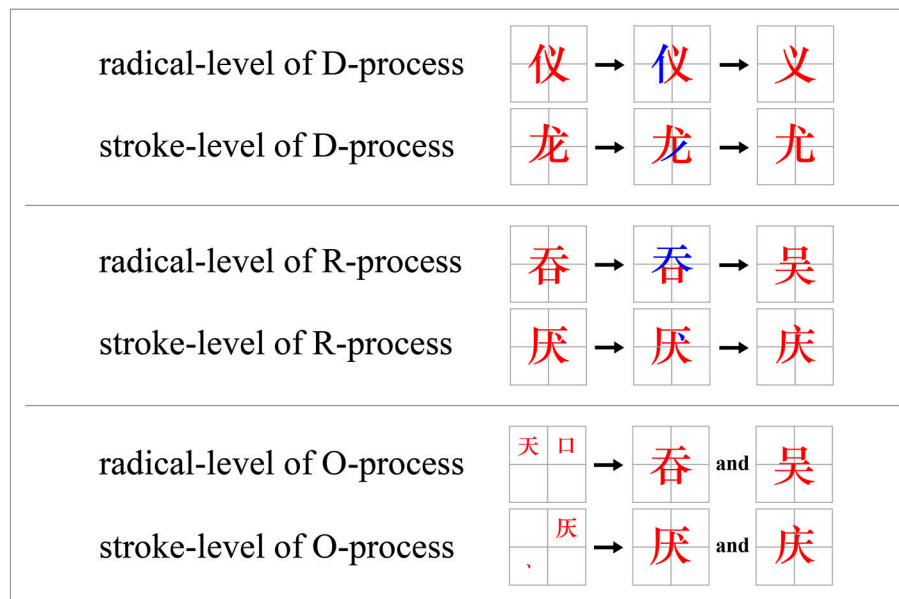 radical-level of D-process 仪 → 仪 → 义
stroke-level of D-process 龙 → 龙 → 尤
radical-level of R-process 吞 → 吞 → 吴
stroke-level of R-process 厌 → 厌 → 庆
radical-level of O-process 天 口 → 吞 and 吴
stroke-level of O-process 厌 、 → 厌 and 庆